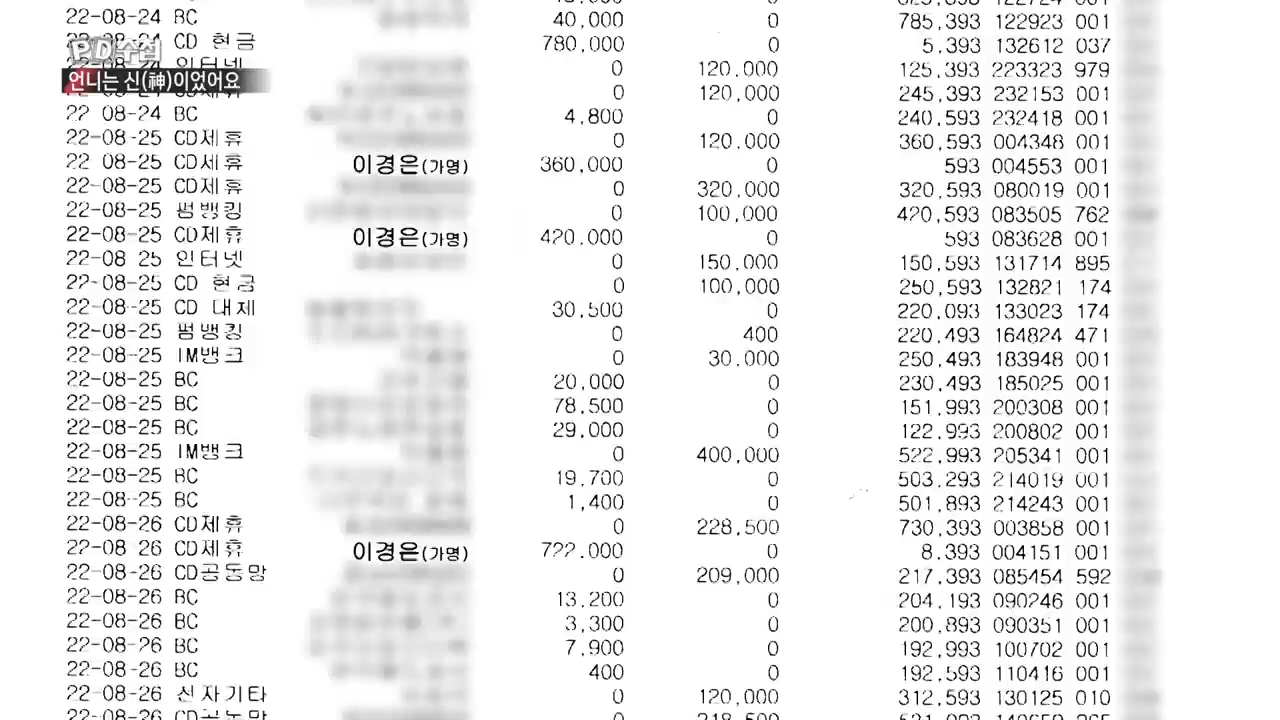 22-08-24 BC 40,000 0 785,393 122923 001
22-08-24 CD 현금 780,000 0 5,393 132612 037
PD수첩
인터넷 0 120,000 125,393 223323 979
언니는 신(神)이었어요
0 120,000 245,393 232153 001
22 08-24 BC 4,800 0 240,593 232418 001
22-08-25 CD제휴 0 120,000 360,593 004348 001
22 08-25 CD제휴 이경은(가명) 360,000 0 593 004553 001
22-08-25 CD제휴 0 320,000 320,593 080019 001
22-08-25 펌뱅킹 0 100,000 420,593 083505 762
22-08-25 CD제휴 이경은(가명) 420,000 0 593 083628 001
22-08 25 인터넷 0 150,000 150,593 131714 895
22-08-25 CD 현금 0 100,000 250,593 132821 174
22-08-25 CD 대체 30,500 0 220,093 133023 174
22-08-25 펌뱅킹 0 400 220,493 164824 471
22-08-25 IM뱅크 0 30,000 250,493 183948 001
22-08-25 BC 20,000 0 230,493 185025 001
22-08-25 BC 78,500 0 151,993 200308 001
22-08-25 BC 29,000 0 122,993 200802 001
22-08-25 IM뱅크 0 400,000 522,993 205341 001
22-08-25 BC 19,700 0 503,293 214019 001
22-08-25 BC 1,400 0 501,893 214243 001
22-08-26 CD제휴 0 228,500 730,393 003858 001
22-08-26 CD제휴 이경은(가명) 722,000 0 8,393 004151 001
22-08-26 CD공동망 0 209,000 217,393 085454 592
22-08-26 BC 13,200 0 204,193 090246 001
22-08-26 BC 3,300 0 200,893 090351 001
22-08-26 BC 7,900 0 192,993 100702 001
22-08-26 BC 400 0 192,593 110416 001
22-08-26 전자기타 0 120,000 312,593 130125 010